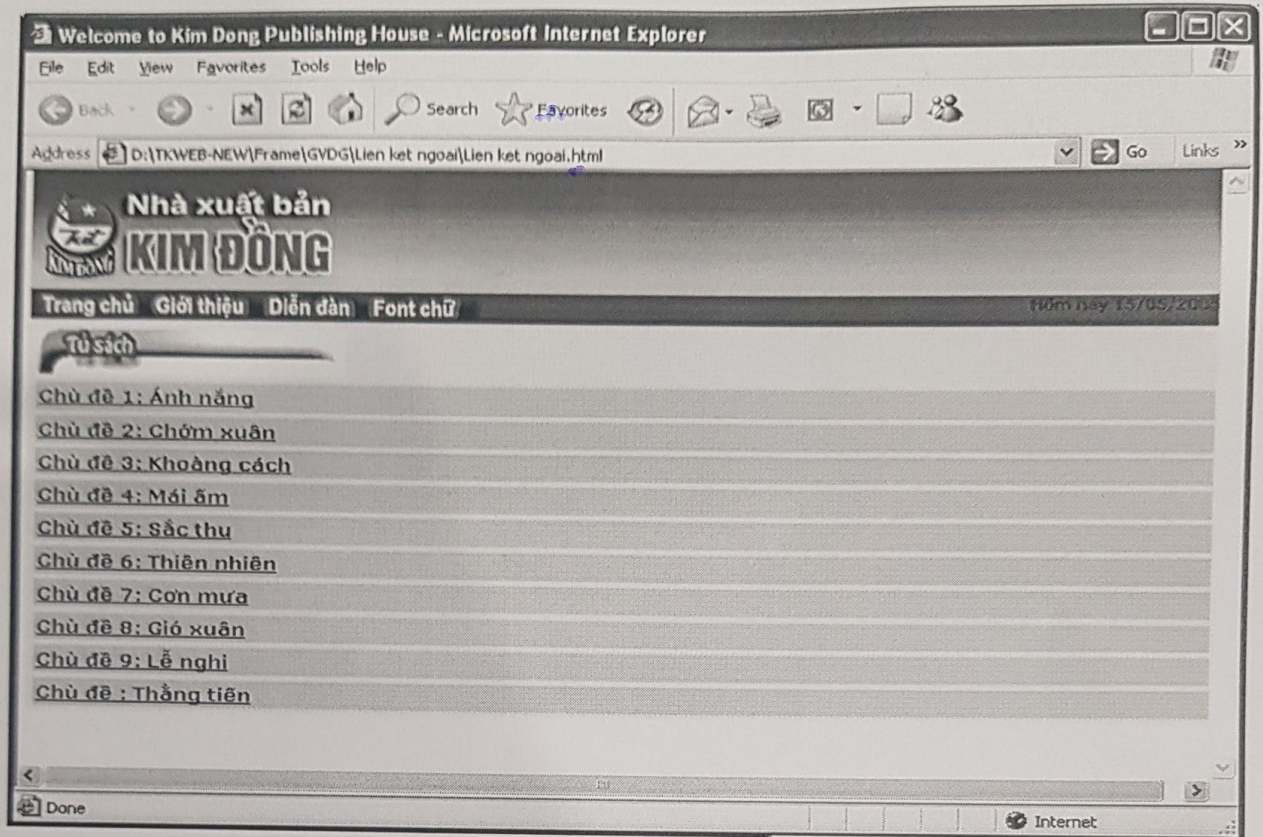 Welcome to Kim Dong Publishing House - Microsoft Internet Explorer
File Edit View Favorites Tools Help
Back Search Favorites
Address D:\TKWEB-NEW\Frame\GVDG\Lien ket ngoai\Lien ket ngoai.html Go Links »
Nhà xuất bản
KIM ĐỒNG
KIM ĐỒNG
Trang chủ Giới thiệu Diễn đàn Font chữ Hôm nay
Tủ sách
Chủ đề 1: Ánh nắng
Chủ đề 2: Chớm xuân
Chủ đề 3: Khoảng cách
Chủ đề 4: Mái ấm
Chủ đề 5: Sắc thu
Chủ đề 6: Thiên nhiên
Chủ đề 7: Cơn mưa
Chủ đề 8: Gió xuân
Chủ đề 9: Lễ nghi
Chủ đề : Thẳng tiến
Done Internet